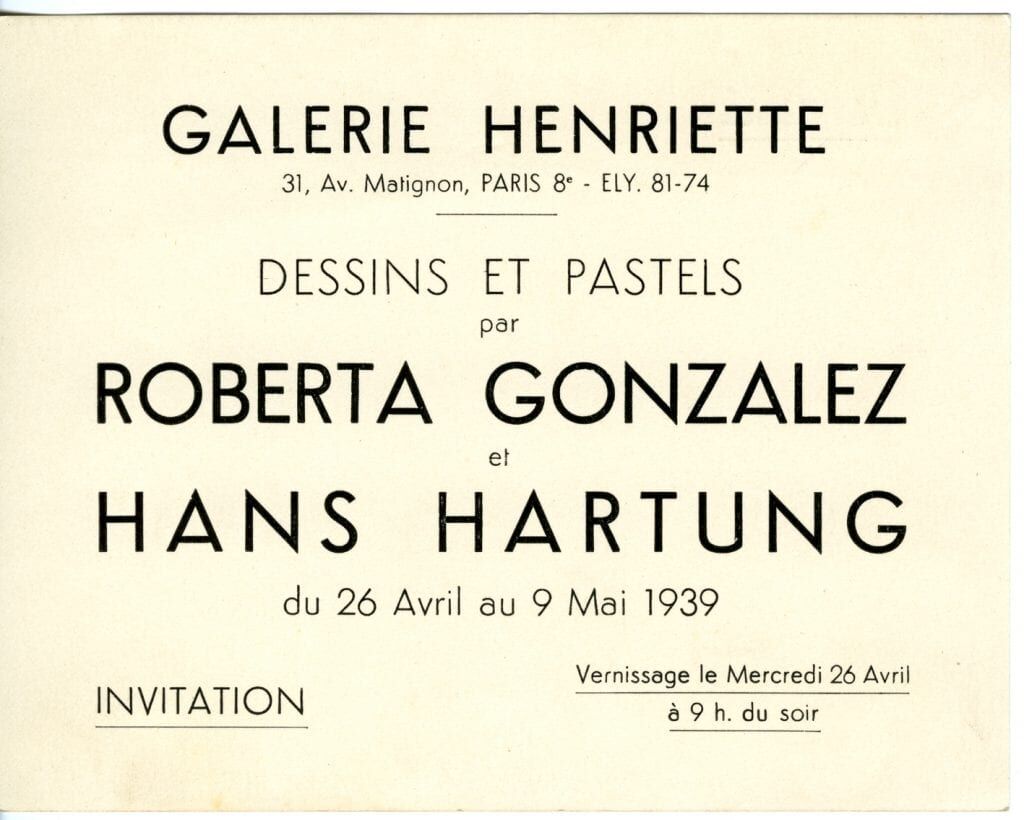 GALERIE HENRIETTE
31, Av. Matignon, PARIS 8e - ELY. 81-74
DESSINS ET PASTELS
par
ROBERTA GONZALEZ
et
HANS HARTUNG
du 26 Avril au 9 Mai 1939
INVITATION
Vernissage le Mercredi 26 Avril
à 9 h. du soir